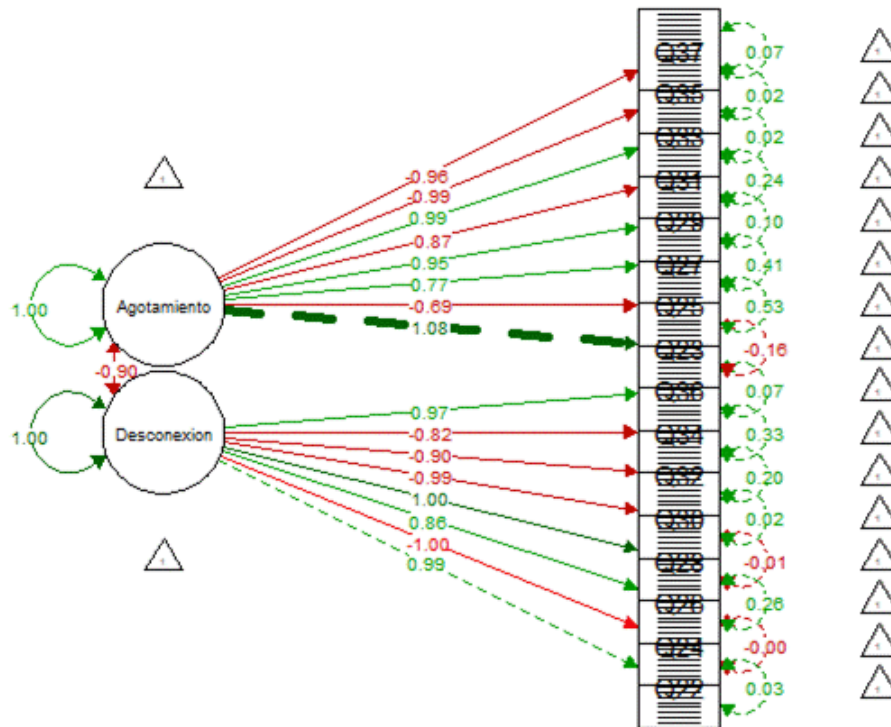 Q37
0.07
Q35
0.02
Q33
0.02
-0.96
-0.99
0.99
Q31
0.24
-0.87
Q29
0.10
0.95
0.77
Q27
0.41
1.00
Agotamiento
-0.69
Q25
0.53
1.08
Q23
-0.16
-0.90
Q36
0.07
0.97
1.00
Desconexion
-0.82
Q34
0.33
-0.90
Q32
0.20
-0.99
1.00
Q30
0.02
0.86
-1.00
Q28
-0.01
0.99
Q26
0.26
Q24
-0.00
Q22
0.03